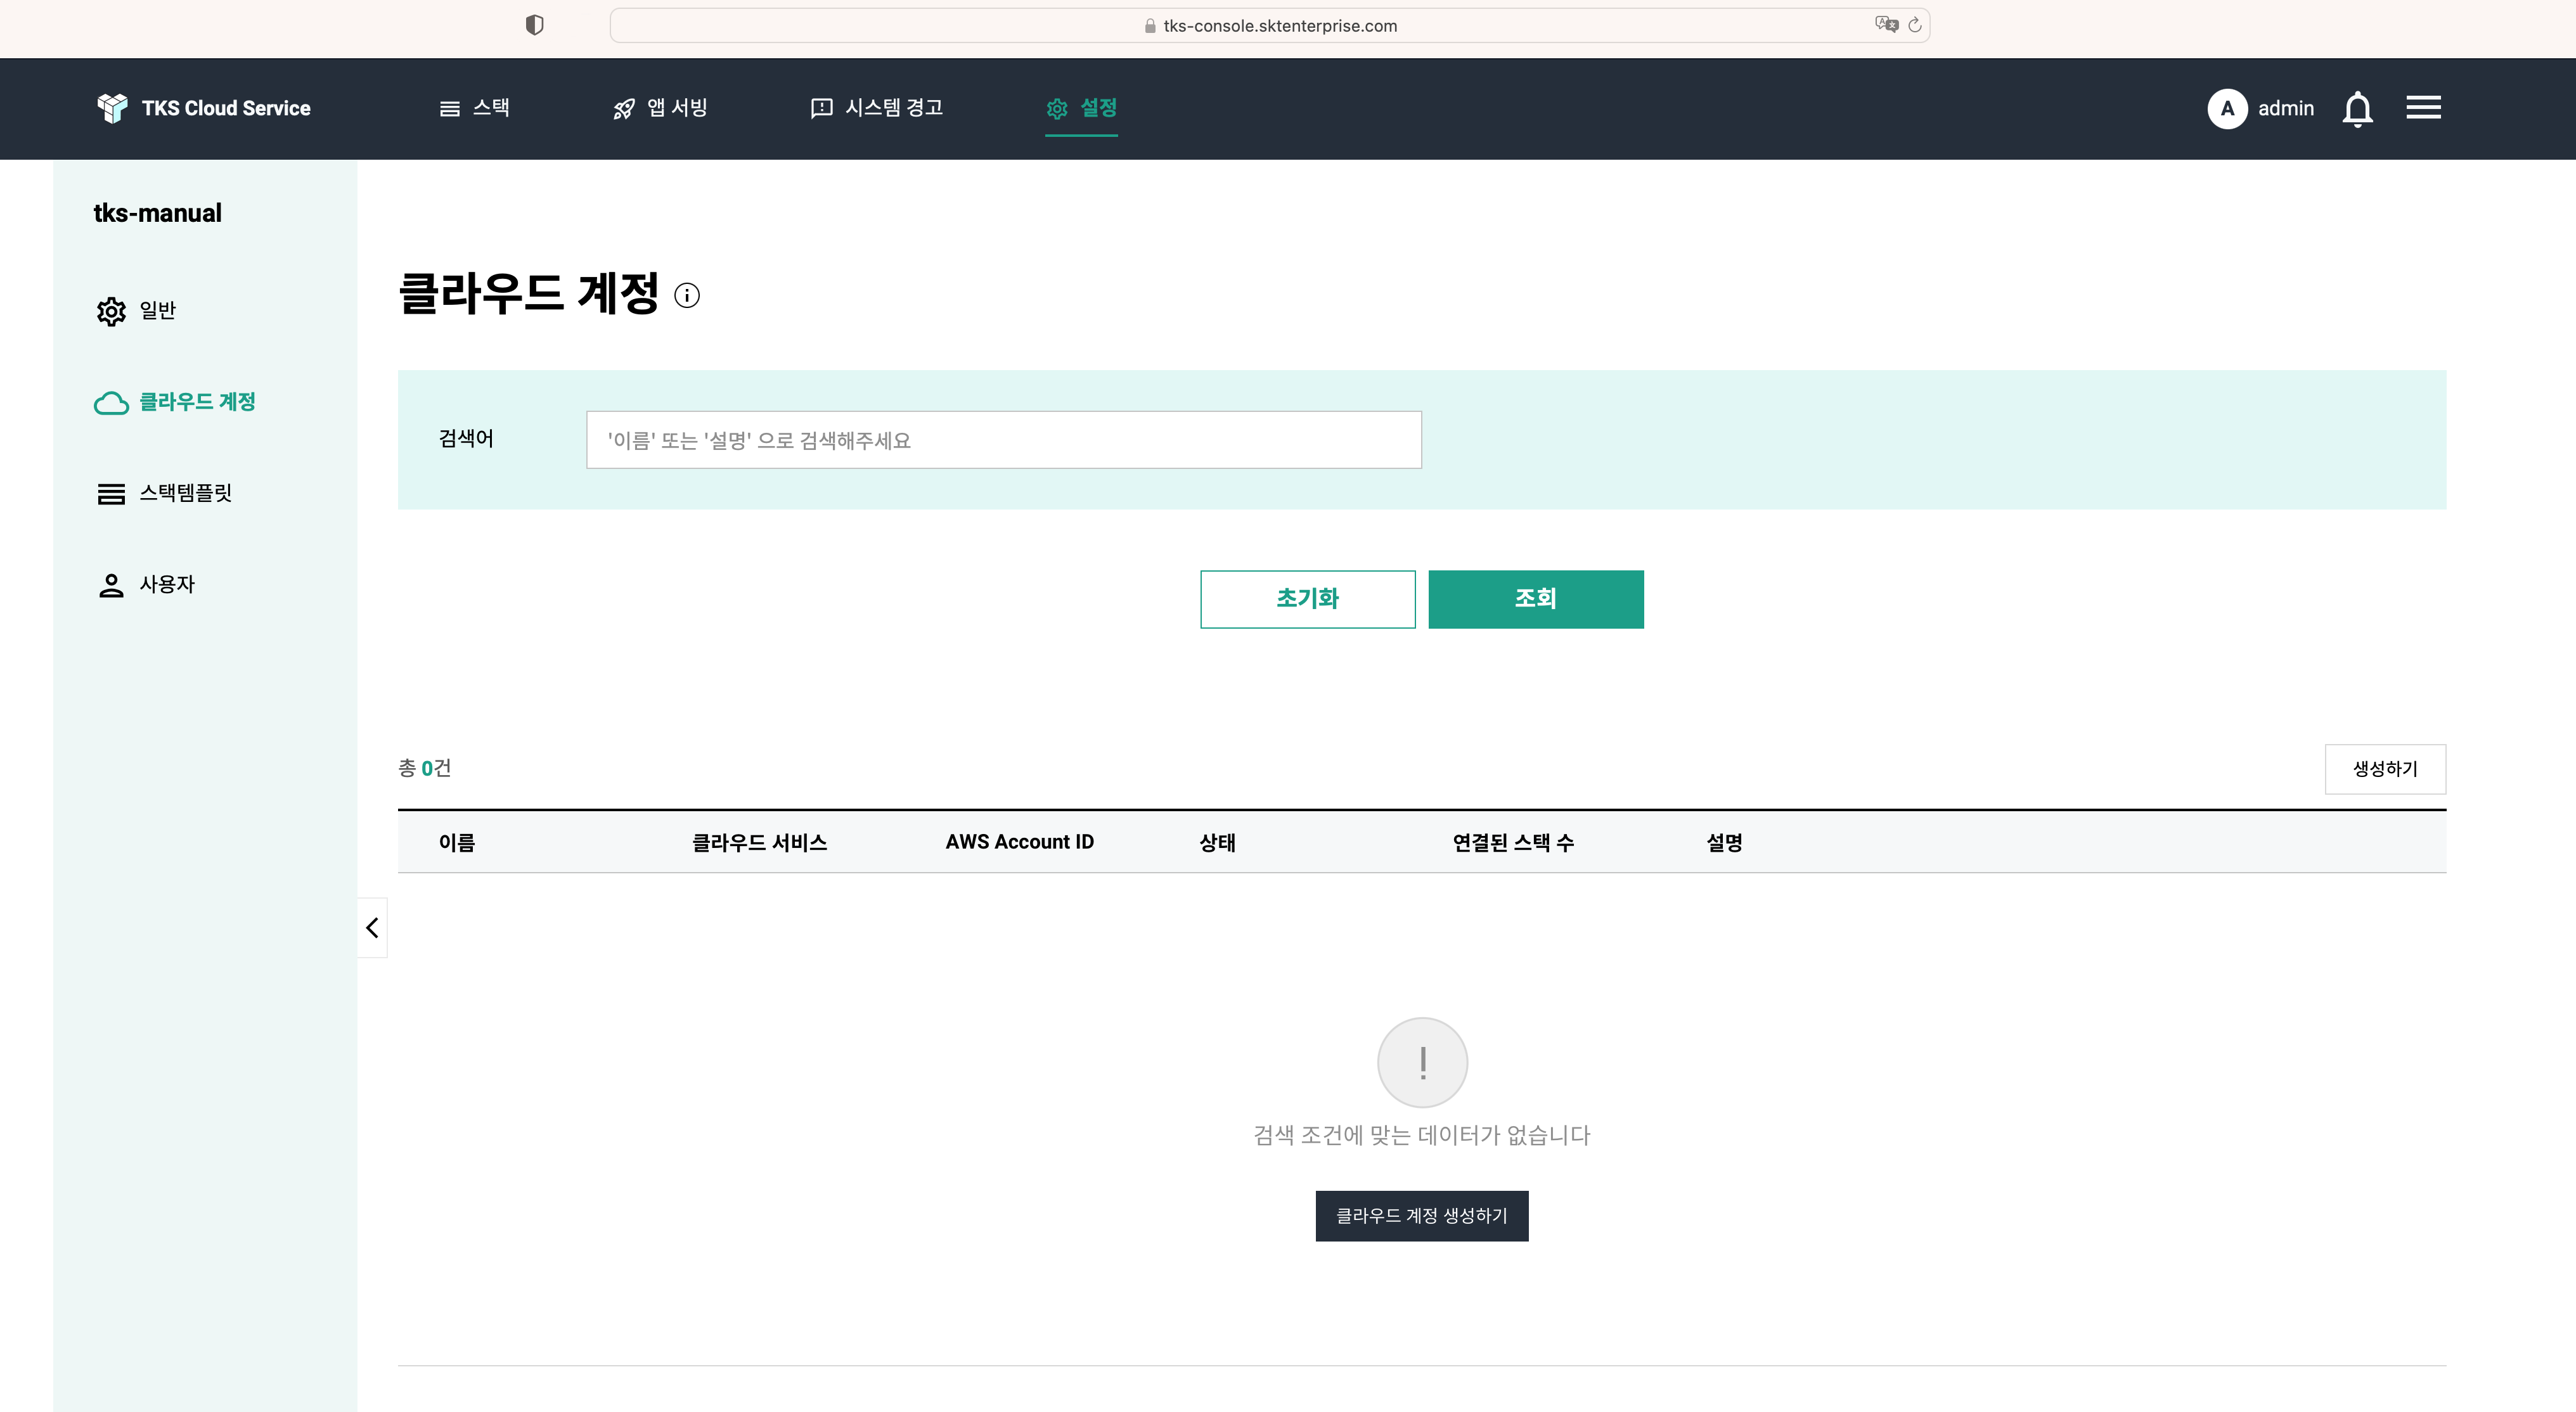 tks-console.sktenterprise.com
TKS Cloud Service 스택 앱 서빙 시스템 경고 설정 A admin
tks-manual
일반
클라우드 계정
스택템플릿
사용자
클라우드 계정
검색어 '이름' 또는 '설명' 으로 검색해주세요
초기화 조회
총 0건 생성하기
이름 클라우드 서비스 AWS Account ID 상태 연결된 스택 수 설명
검색 조건에 맞는 데이터가 없습니다
클라우드 계정 생성하기